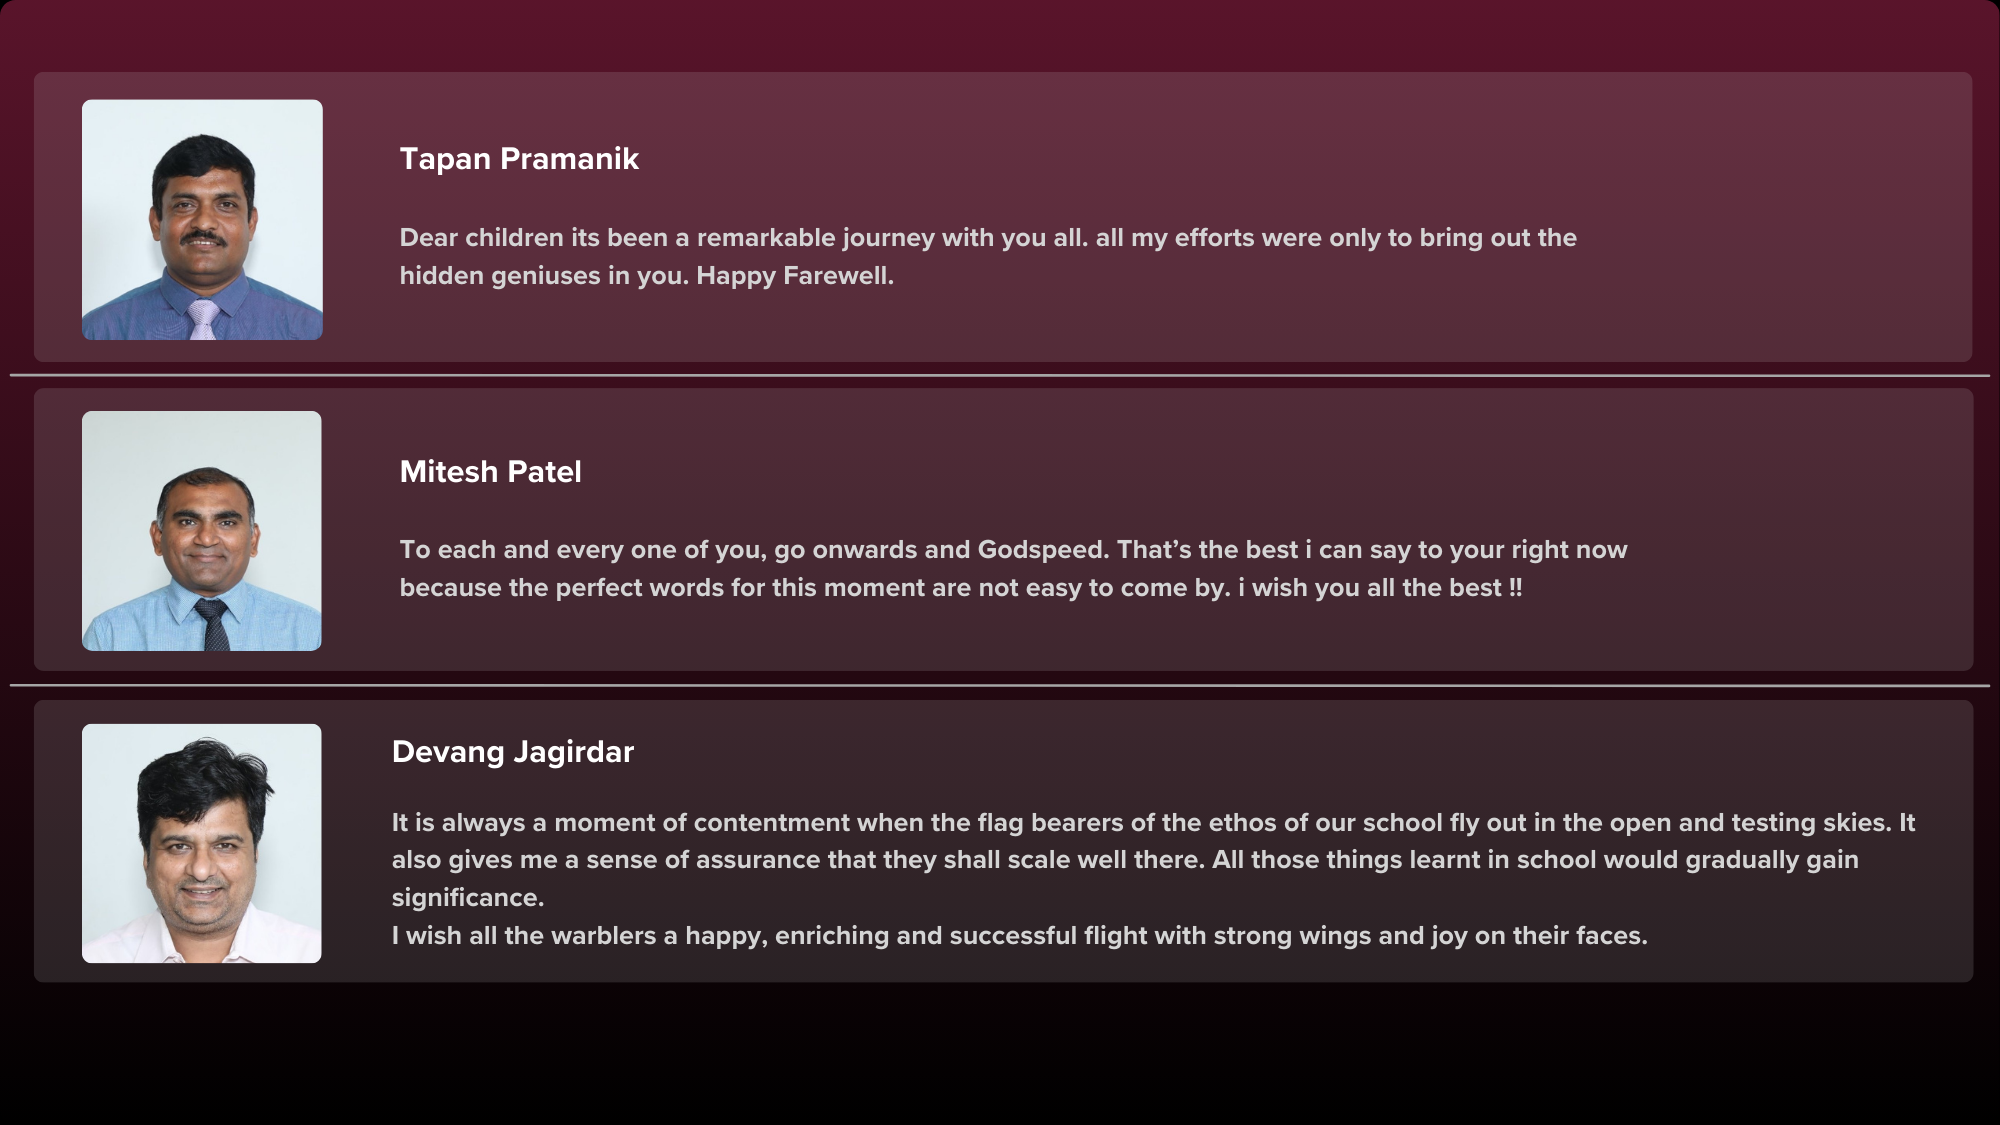 Tapan Pramanik
Dear children its been a remarkable journey with you all. all my efforts were only to bring out the
hidden geniuses in you. Happy Farewell.
Mitesh Patel
To each and every one of you, go onwards and Godspeed. That’s the best i can say to your right now
because the perfect words for this moment are not easy to come by. i wish you all the best !!
Devang Jagirdar
It is always a moment of contentment when the flag bearers of the ethos of our school fly out in the open and testing skies. It
also gives me a sense of assurance that they shall scale well there. All those things learnt in school would gradually gain
significance.
I wish all the warblers a happy, enriching and successful flight with strong wings and joy on their faces.